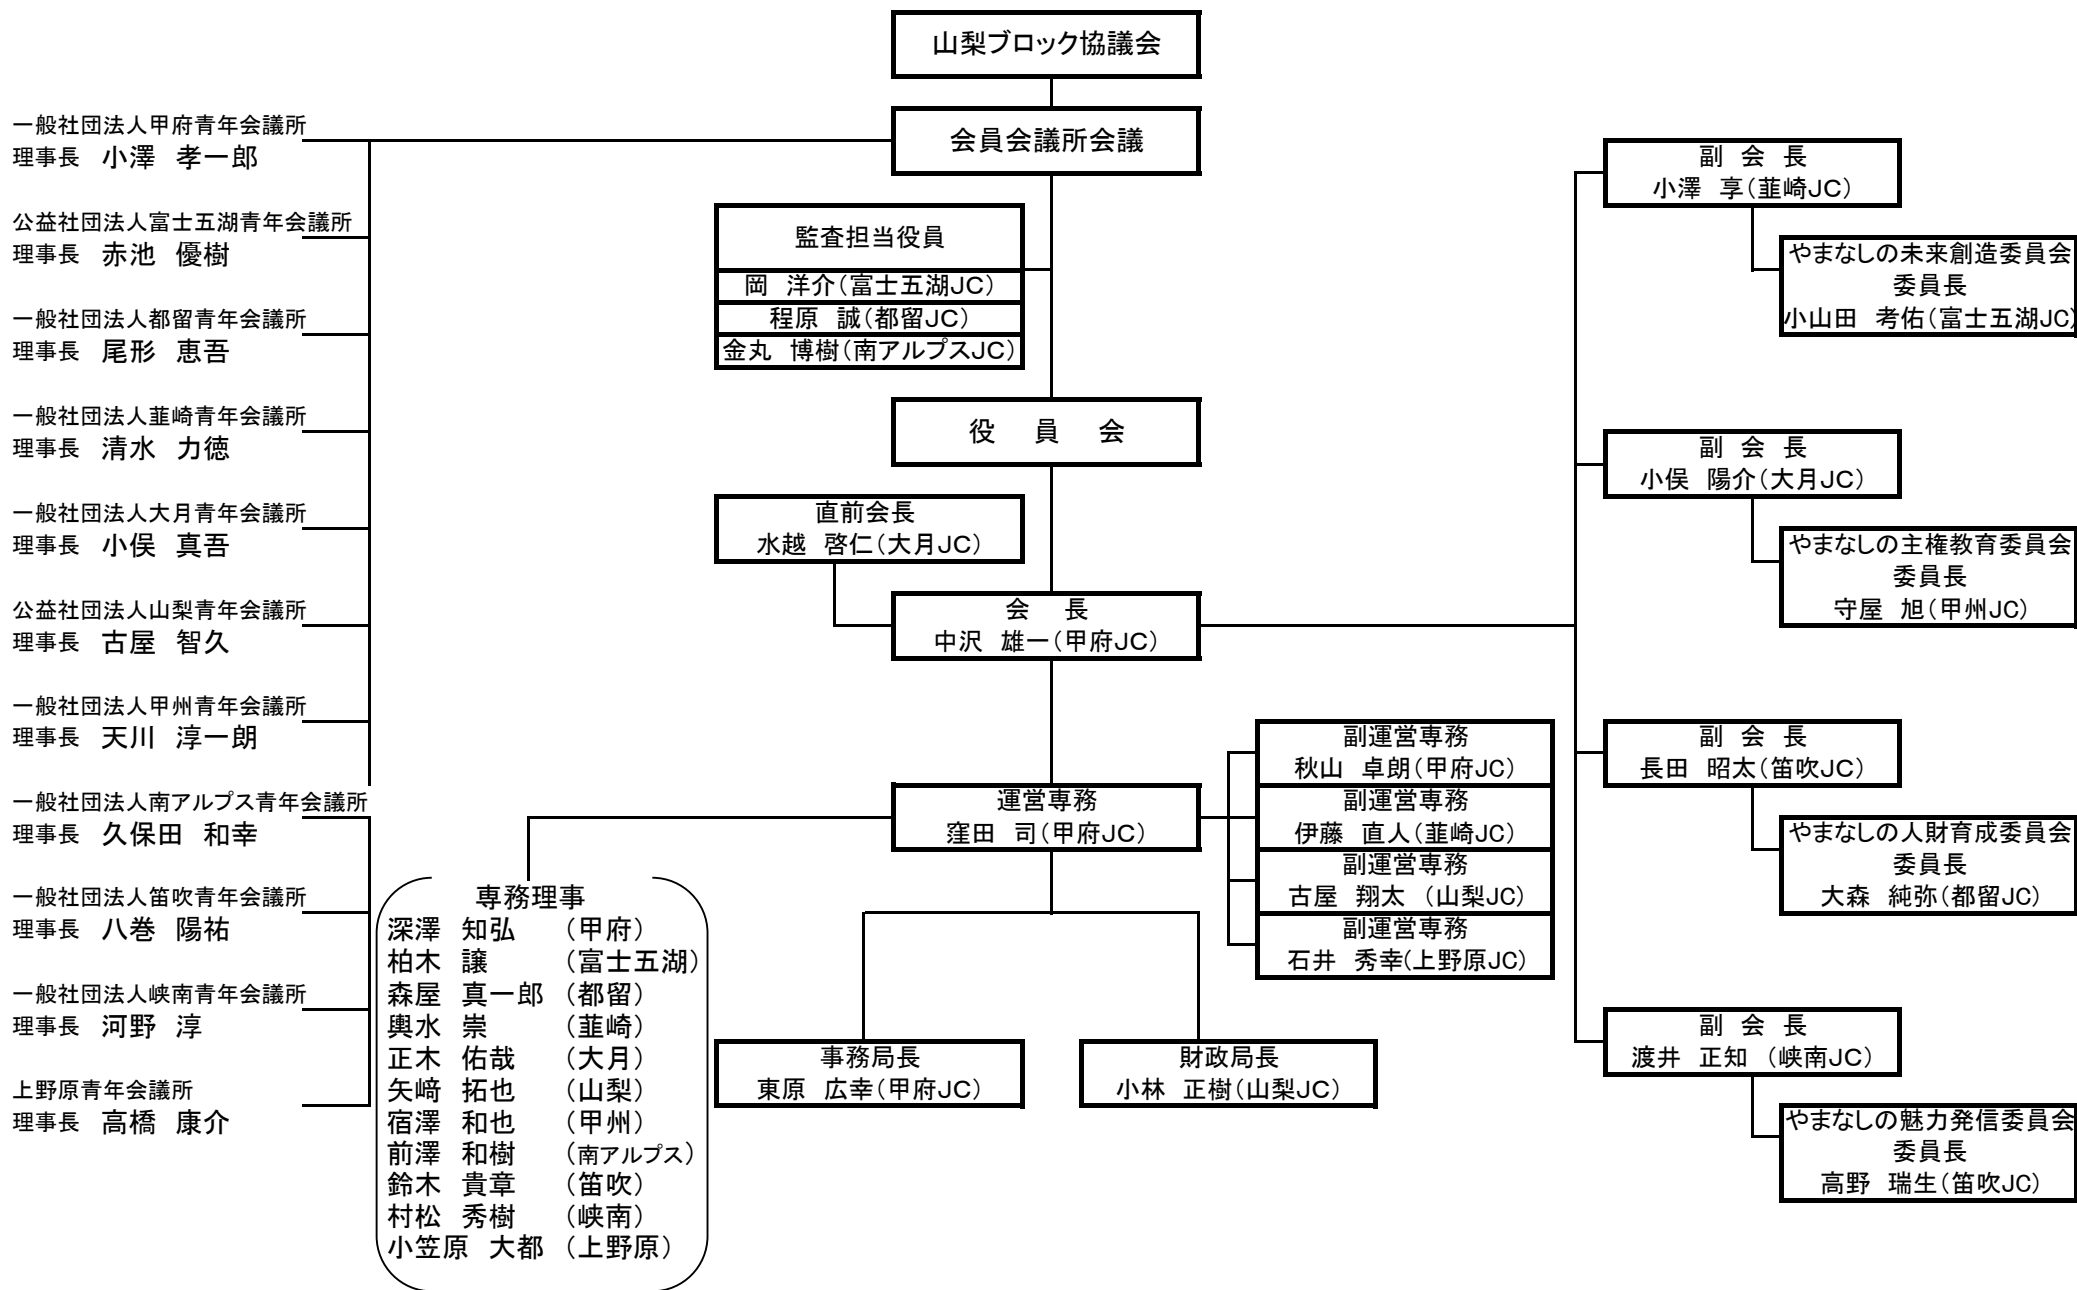 山梨ブロック協議会
会員会議所会議
一般社団法人甲府青年会議所
理事長 小澤 孝一郎
公益社団法人富士五湖青年会議所
理事長 赤池 優樹
一般社団法人都留青年会議所
理事長 尾形 恵吾
一般社団法人韮崎青年会議所
理事長 清水 力徳
一般社団法人大月青年会議所
理事長 小俣 真吾
公益社団法人山梨青年会議所
理事長 古屋 智久
一般社団法人甲州青年会議所
理事長 天川 淳一朗
一般社団法人南アルプス青年会議所
理事長 久保田 和幸
一般社団法人笛吹青年会議所
理事長 八巻 陽祐
一般社団法人峡南青年会議所
理事長 河野 淳
上野原青年会議所
理事長 高橋 康介
監査担当役員
岡 洋介(富士五湖JC)
程原 誠(都留JC)
金丸 博樹(南アルプスJC)
役 員 会
直前会長
水越 啓仁(大月JC)
会 長
中沢 雄一(甲府JC)
運営専務
窪田 司(甲府JC)
副運営専務
秋山 卓朗(甲府JC)
副運営専務
伊藤 直人(韮崎JC)
副運営専務
古屋 翔太 (山梨JC)
副運営専務
石井 秀幸(上野原JC)
専務理事
深澤 知弘 (甲府)
柏木 譲 (富士五湖)
森屋 真一郎 (都留)
輿水 崇 (韮崎)
正木 佑哉 (大月)
矢﨑 拓也 (山梨)
宿澤 和也 (甲州)
前澤 和樹 (南アルプス)
鈴木 貴章 (笛吹)
村松 秀樹 (峡南)
小笠原 大都 (上野原)
事務局長
東原 広幸(甲府JC)
財政局長
小林 正樹(山梨JC)
副 会 長
小澤 享(韮崎JC)
やまなしの未来創造委員会
委員長
小山田 考佑(富士五湖JC)
副 会 長
小俣 陽介(大月JC)
やまなしの主権教育委員会
委員長
守屋 旭(甲州JC)
副 会 長
長田 昭太(笛吹JC)
やまなしの人財育成委員会
委員長
大森 純弥(都留JC)
副 会 長
渡井 正知 (峡南JC)
やまなしの魅力発信委員会
委員長
高野 瑞生(笛吹JC)